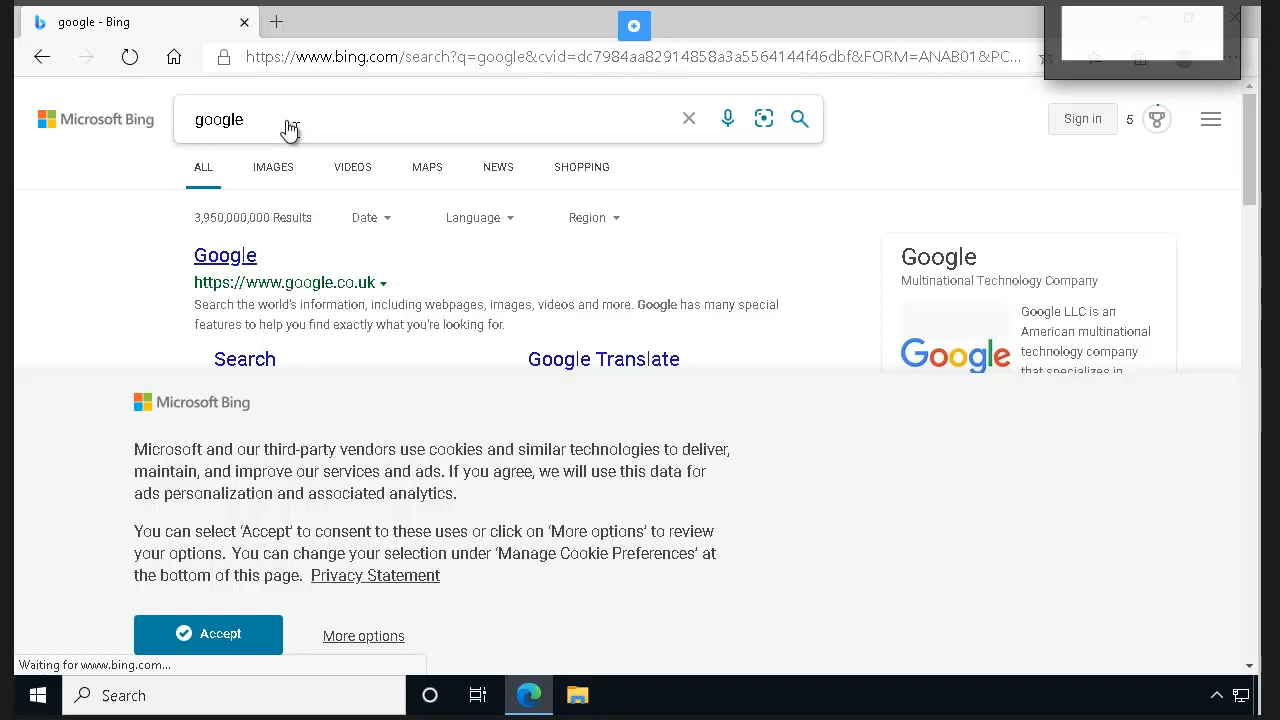 google - Bing
https://www.bing.com/search?q=google&cvid=dc7984aa82914858a3a5564144f46dbf&FORM=ANAB01&PC...
Microsoft Bing
google
Sign in
5
ALL
IMAGES
VIDEOS
MAPS
NEWS
SHOPPING
3,950,000,000 Results
Date
Language
Region
Google
https://www.google.co.uk
Search the world's information, including webpages, images, videos and more. Google has many special
features to help you find exactly what you're looking for.
Search
Google Translate
Google
Multinational Technology Company
Google
Google LLC is an
American multinational
technology company
that specializes in
Microsoft Bing
Microsoft and our third-party vendors use cookies and similar technologies to deliver,
maintain, and improve our services and ads. If you agree, we will use this data for
ads personalization and associated analytics.
You can select 'Accept' to consent to these uses or click on 'More options' to review
your options. You can change your selection under 'Manage Cookie Preferences' at
the bottom of this page. Privacy Statement
Accept
More options
Waiting for www.bing.com...
Search